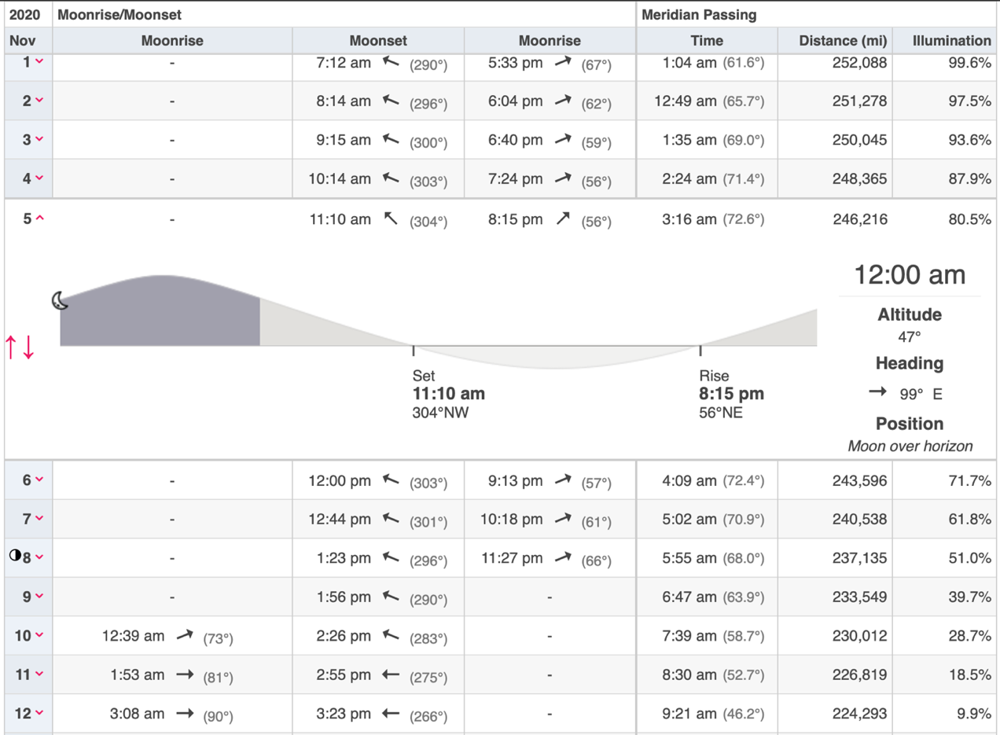 2020 Moonrise/Moonset Meridian Passing
Nov Moonrise Moonset Moonrise Time Distance (mi) Illumination
1 - 7:12 am (290°) 5:33 pm (67°) 1:04 am (61.6°) 252,088 99.6%
2 - 8:14 am (296°) 6:04 pm (62°) 12:49 am (65.7°) 251,278 97.5%
3 - 9:15 am (300°) 6:40 pm (59°) 1:35 am (69.0°) 250,045 93.6%
4 - 10:14 am (303°) 7:24 pm (56°) 2:24 am (71.4°) 248,365 87.9%
5 - 11:10 am (304°) 8:15 pm (56°) 3:16 am (72.6°) 246,216 80.5%
12:00 am
Altitude
47°
Heading
99° E
Position
Moon over horizon
Set
11:10 am
304°NW
Rise
8:15 pm
56°NE
6 - 12:00 pm (303°) 9:13 pm (57°) 4:09 am (72.4°) 243,596 71.7%
7 - 12:44 pm (301°) 10:18 pm (61°) 5:02 am (70.9°) 240,538 61.8%
8 - 1:23 pm (296°) 11:27 pm (66°) 5:55 am (68.0°) 237,135 51.0%
9 - 1:56 pm (290°) - 6:47 am (63.9°) 233,549 39.7%
10 12:39 am (73°) 2:26 pm (283°) - 7:39 am (58.7°) 230,012 28.7%
11 1:53 am (81°) 2:55 pm (275°) - 8:30 am (52.7°) 226,819 18.5%
12 3:08 am (90°) 3:23 pm (266°) - 9:21 am (46.2°) 224,293 9.9%